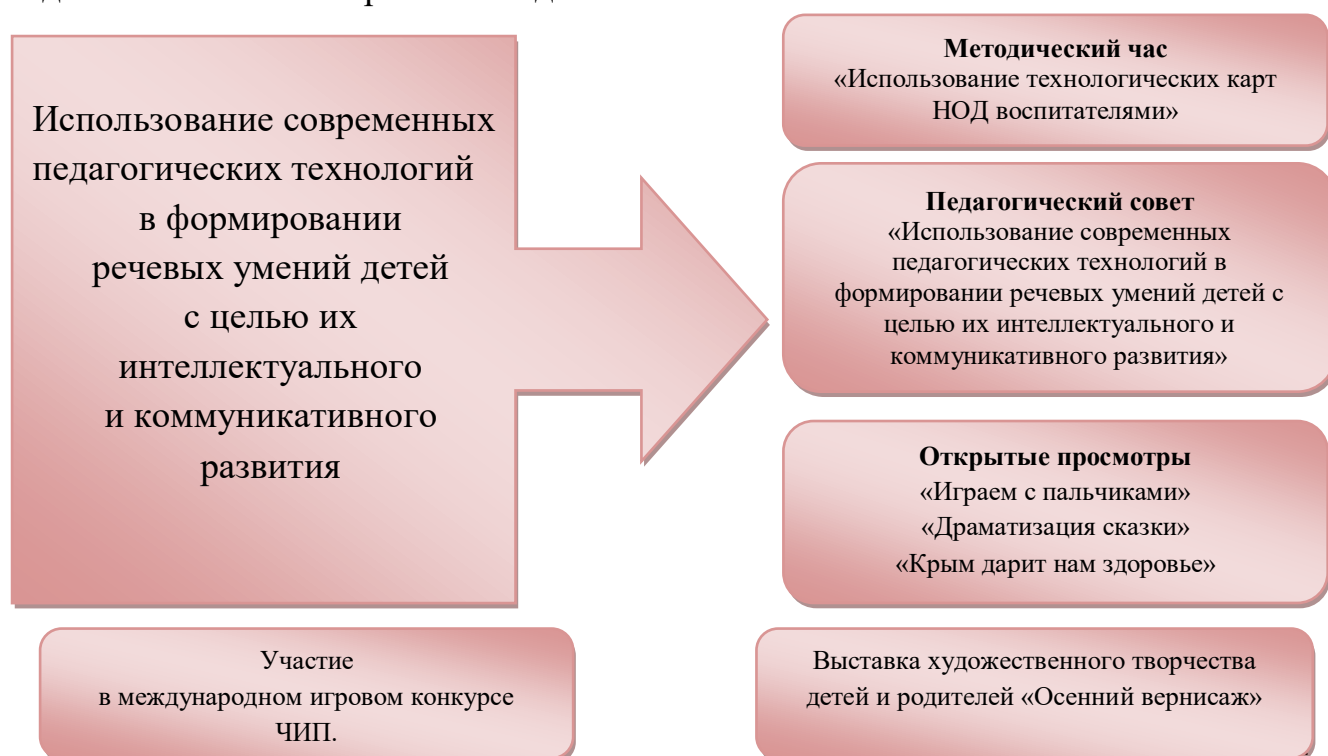 Использование современных
педагогических технологий
в формировании
речевых умений детей
с целью их
интеллектуального
и коммуникативного
развития
Методический час
«Использование технологических карт
НОД воспитателями»
Педагогический совет
«Использование современных
педагогических технологий в
формировании речевых умений детей с
целью их интеллектуального и
коммуникативного развития»
Открытые просмотры
«Играем с пальчиками»
«Драматизация сказки»
«Крым дарит нам здоровье»
Участие
в международном игровом конкурсе
ЧИП.
Выставка художественного творчества
детей и родителей «Осенний вернисаж»